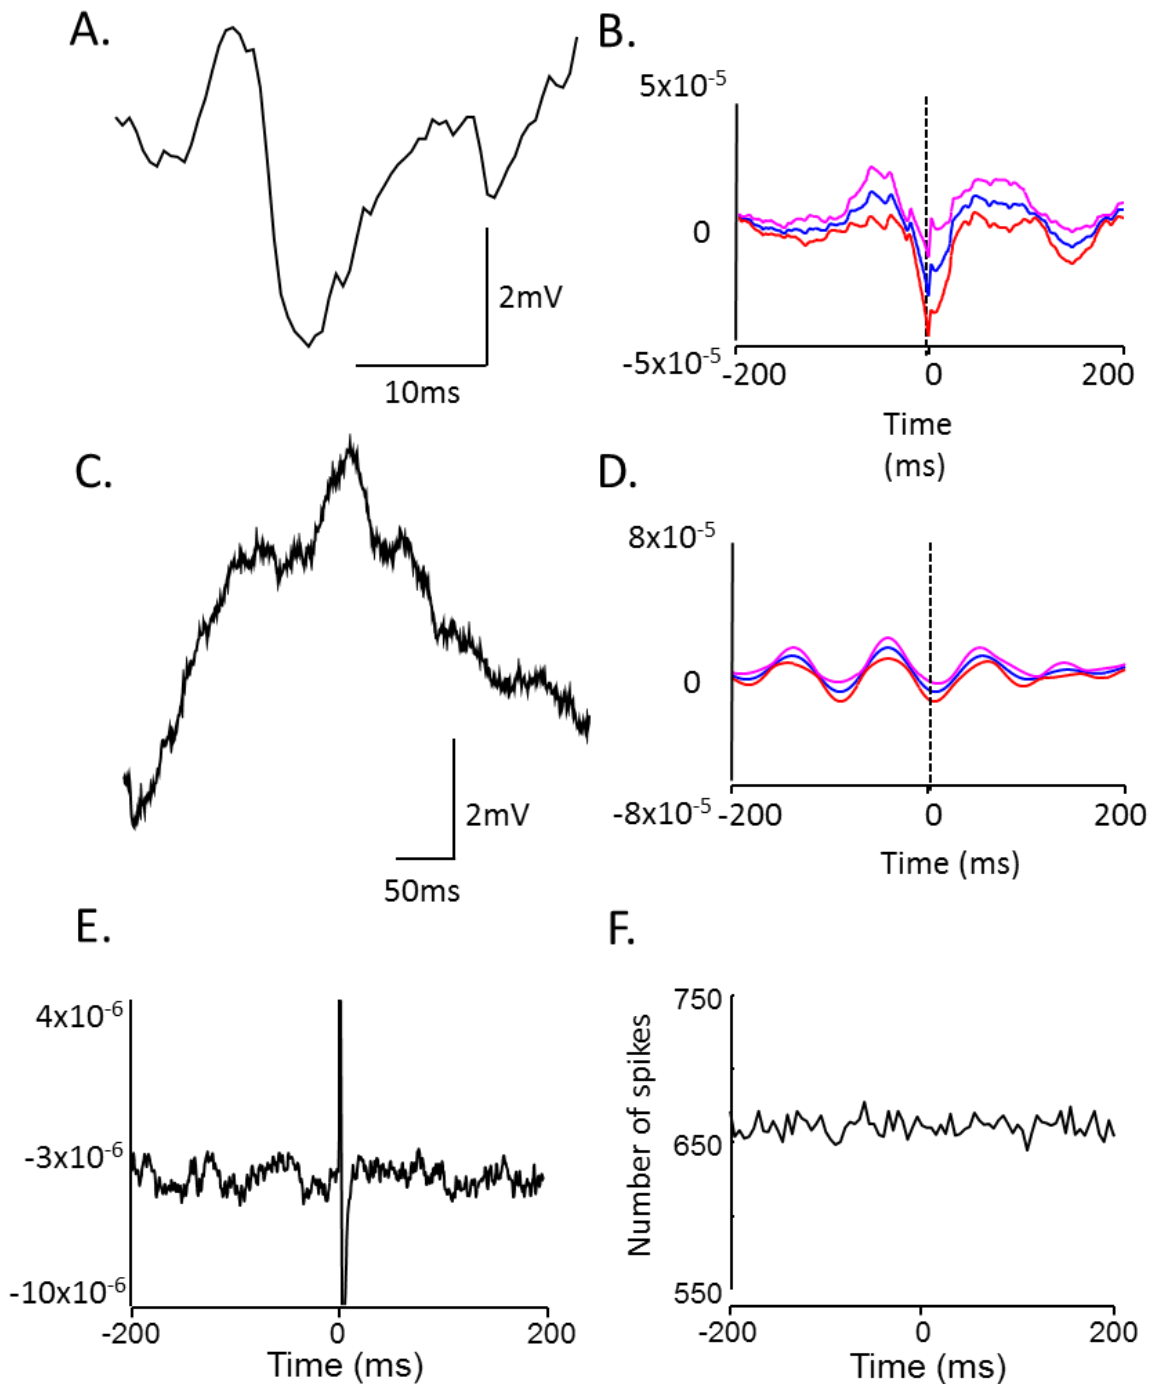 A.
2mV
10ms
B.
5x10⁻⁵
0
-5x10⁻⁵
-200 0 200
Time
(ms)
C.
2mV
50ms
D.
8x10⁻⁵
0
-8x10⁻⁵
-200 0 200
Time (ms)
E.
4x10⁻⁶
-3x10⁻⁶
-10x10⁻⁶
-200 0 200
Time (ms)
F.
Number of spikes
750
650
550
-200 0 200
Time (ms)